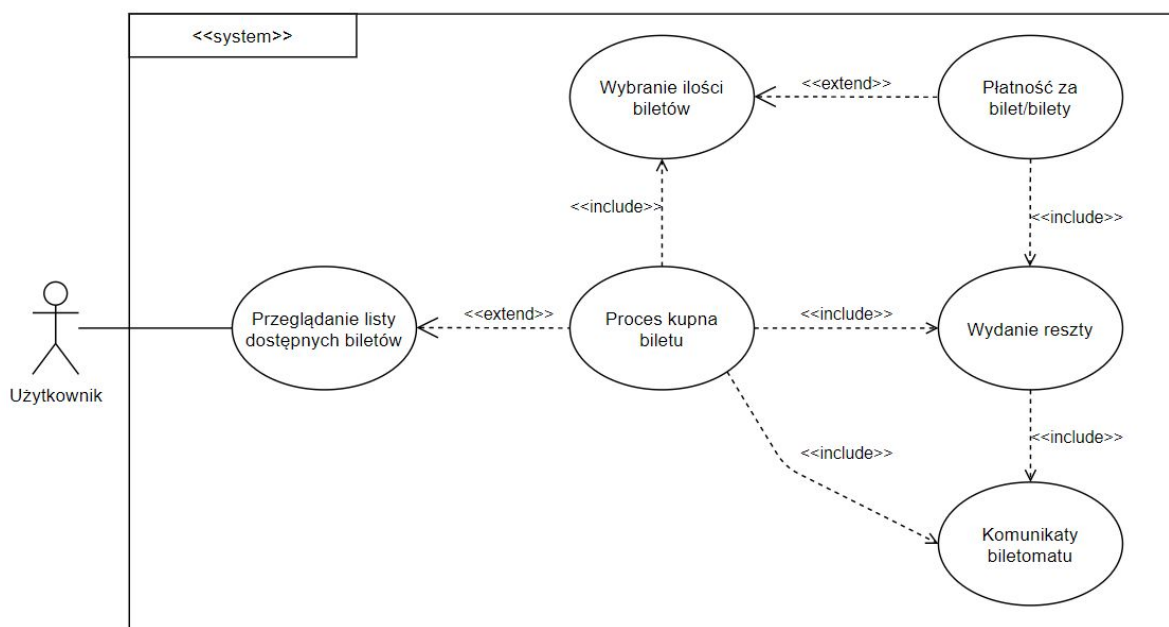 <<system>>
Wybranie ilości
biletów
<<extend>>
Płatność za
bilet/bilety
<<include>>
<<include>>
Przeglądanie listy
dostępnych biletów
<<extend>>
Proces kupna
biletu
<<include>>
Wydanie reszty
Użytkownik
<<include>>
<<include>>
Komunikaty
biletomatu